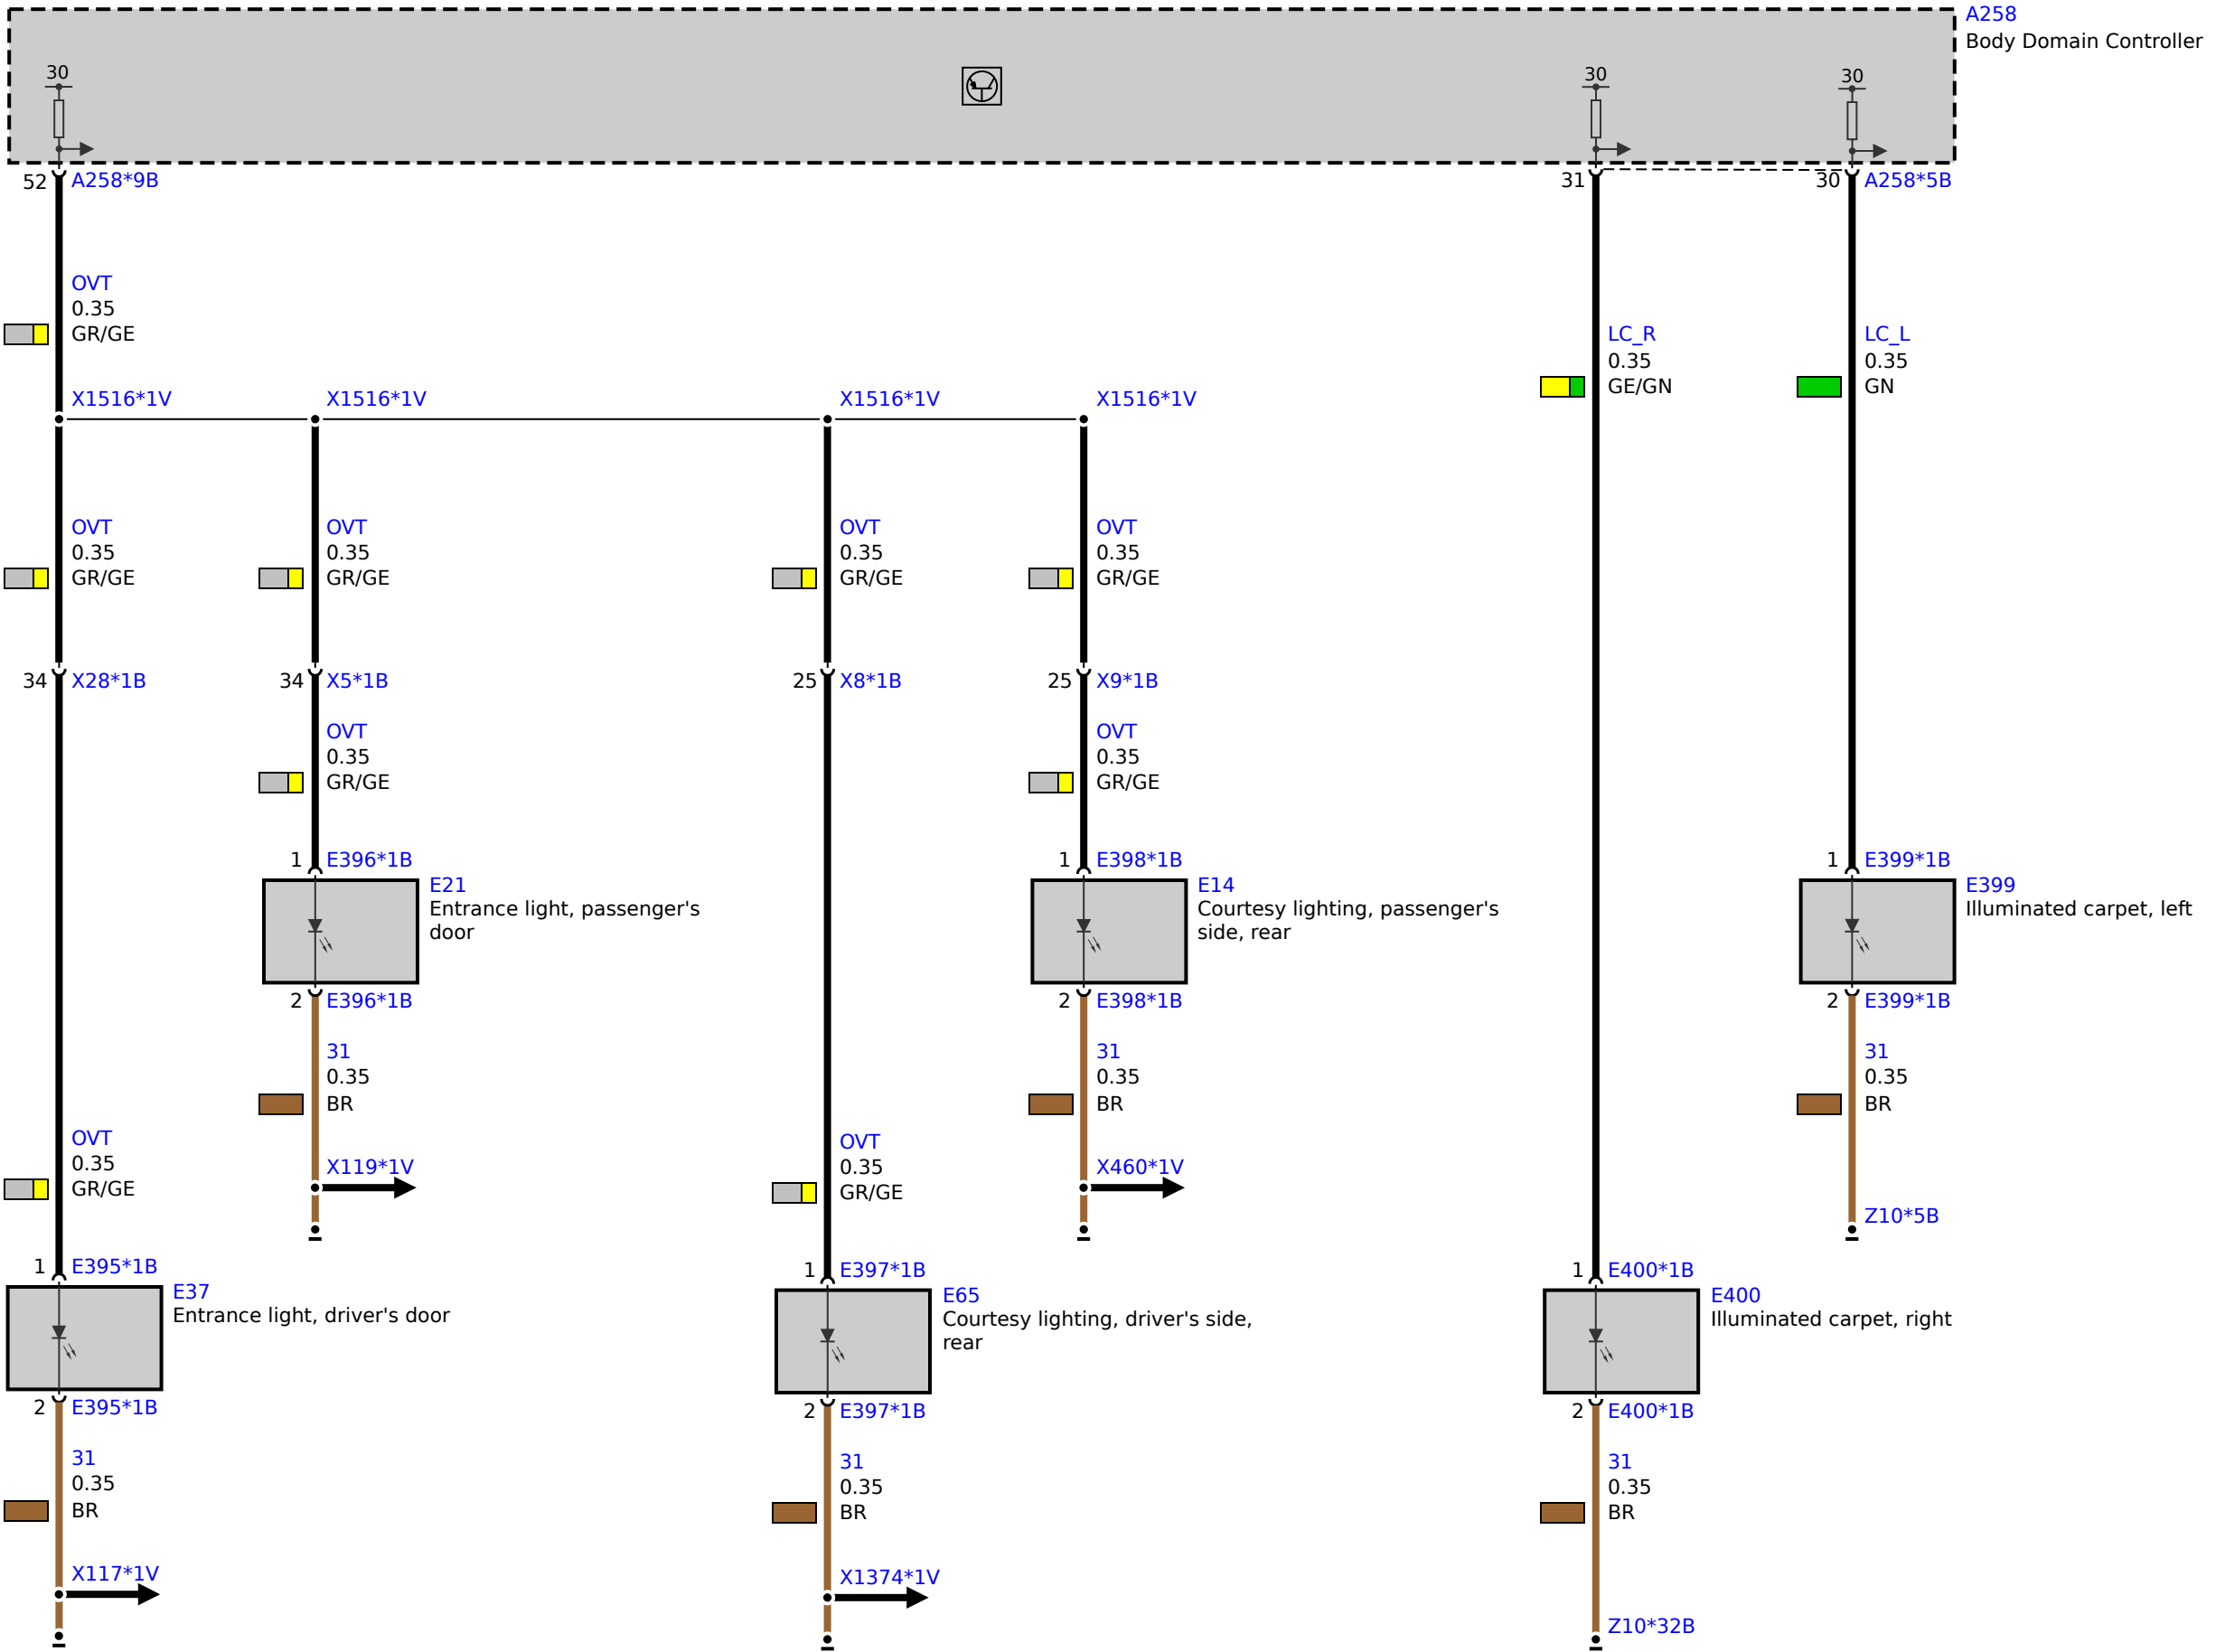 A258
Body Domain Controller
30
30
30
52 A258*9B
31
30 A258*5B
OVT
0.35
GR/GE
LC_R
0.35
GE/GN
LC_L
0.35
GN
X1516*1V
X1516*1V
X1516*1V
X1516*1V
OVT
0.35
GR/GE
OVT
0.35
GR/GE
OVT
0.35
GR/GE
OVT
0.35
GR/GE
34 X28*1B
34 X5*1B
25 X8*1B
25 X9*1B
OVT
0.35
GR/GE
OVT
0.35
GR/GE
1 E396*1B
E21
Entrance light, passenger's
door
2 E396*1B
1 E398*1B
E14
Courtesy lighting, passenger's
side, rear
2 E398*1B
1 E399*1B
E399
Illuminated carpet, left
2 E399*1B
31
0.35
BR
31
0.35
BR
31
0.35
BR
OVT
0.35
GR/GE
X119*1V
OVT
0.35
GR/GE
X460*1V
Z10*5B
1 E395*1B
E37
Entrance light, driver's door
2 E395*1B
1 E397*1B
E65
Courtesy lighting, driver's side,
rear
2 E397*1B
1 E400*1B
E400
Illuminated carpet, right
2 E400*1B
31
0.35
BR
31
0.35
BR
31
0.35
BR
X117*1V
X1374*1V
Z10*32B